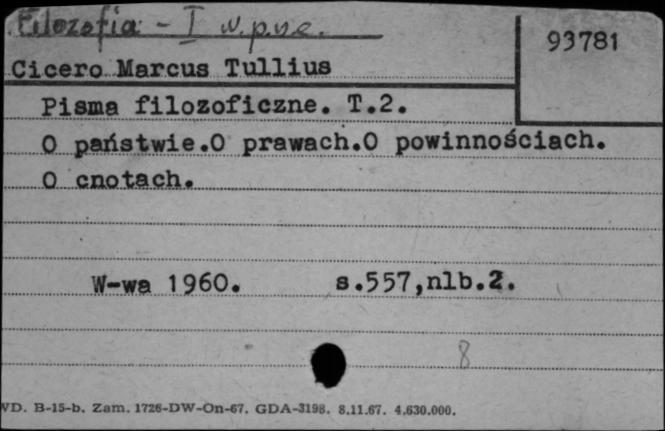 Filozofia - I w.p.n.e.
93781
Cicero Marcus Tullius
Pisma filozoficzne. T.2.
O państwie.O prawach.O powinnościach.
O cnotach.
W-wa 1960. s.557,nlb.2.
8
WD. B-15-b. Zam. 1726-DW-On-67. GDA-3198. 8.11.67. 4.630.000.